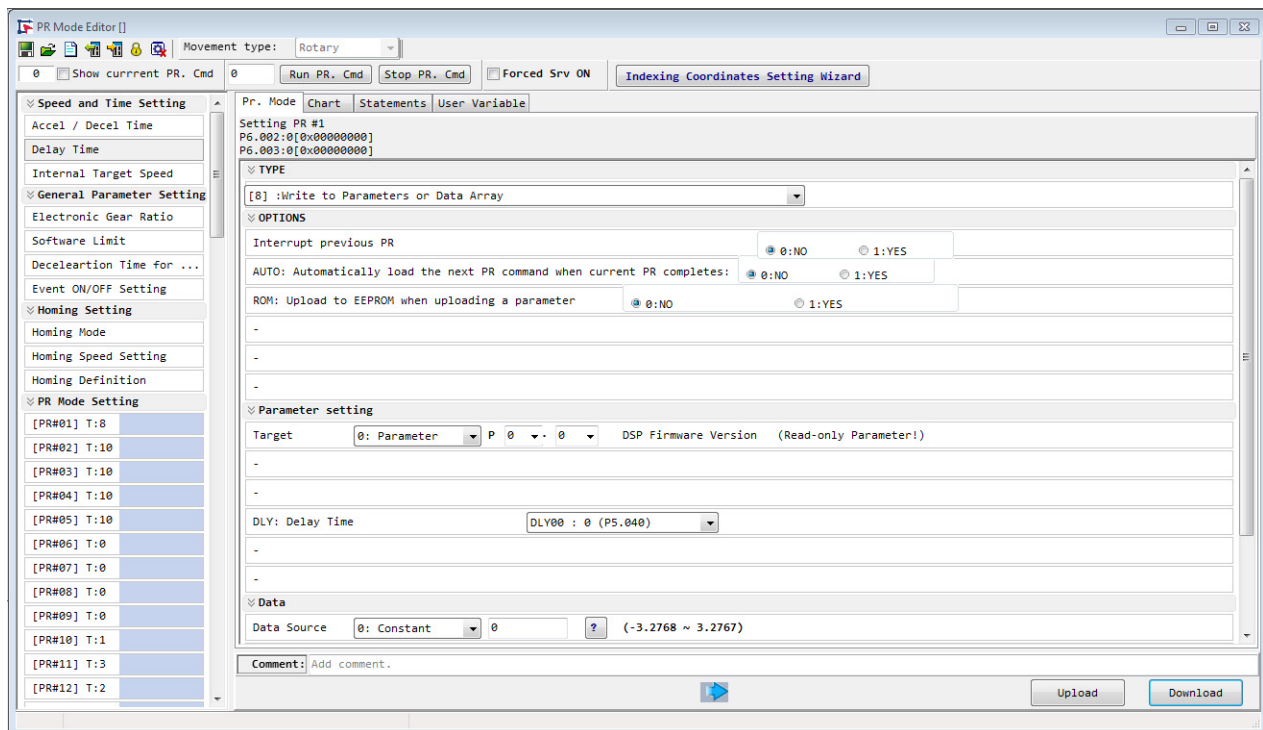 PR Mode Editor []
Movement type: Rotary
0 Show currrent PR. Cmd 0 Run PR. Cmd Stop PR. Cmd Forced Srv ON Indexing Coordinates Setting Wizard
Speed and Time Setting
Accel / Decel Time
Delay Time
Internal Target Speed
General Parameter Setting
Electronic Gear Ratio
Software Limit
Deceleartion Time for ...
Event ON/OFF Setting
Homing Setting
Homing Mode
Homing Speed Setting
Homing Definition
PR Mode Setting
[PR#01] T:8
[PR#02] T:10
[PR#03] T:10
[PR#04] T:10
[PR#05] T:10
[PR#06] T:0
[PR#07] T:0
[PR#08] T:0
[PR#09] T:0
[PR#10] T:1
[PR#11] T:3
[PR#12] T:2
Pr. Mode Chart Statements User Variable
Setting PR #1
P6.002:0[0x00000000]
P6.003:0[0x00000000]
TYPE
[8] :Write to Parameters or Data Array
OPTIONS
Interrupt previous PR 0:NO 1:YES
AUTO: Automatically load the next PR command when current PR completes: 0:NO 1:YES
ROM: Upload to EEPROM when uploading a parameter 0:NO 1:YES
-
-
-
Parameter setting
Target 0: Parameter P 0 . 0 DSP Firmware Version (Read-only Parameter!)
-
-
DLY: Delay Time DLY00 : 0 (P5.040)
-
-
Data
Data Source 0: Constant 0 ? (-3.2768 ~ 3.2767)
Comment: Add comment.
Upload Download